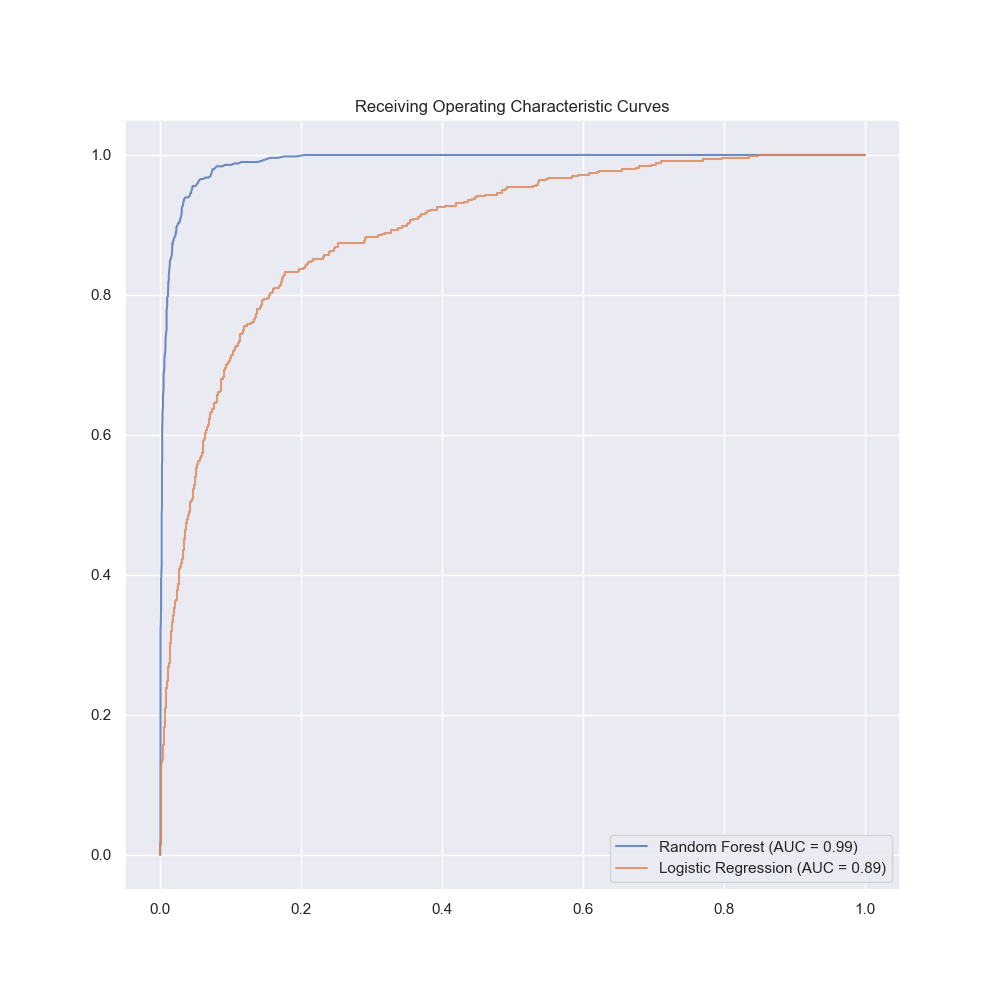 Receiving Operating Characteristic Curves
1.0
0.8
0.6
0.4
0.2
0.0
Random Forest (AUC = 0.99)
Logistic Regression (AUC = 0.89)
0.0 0.2 0.4 0.6 0.8 1.0